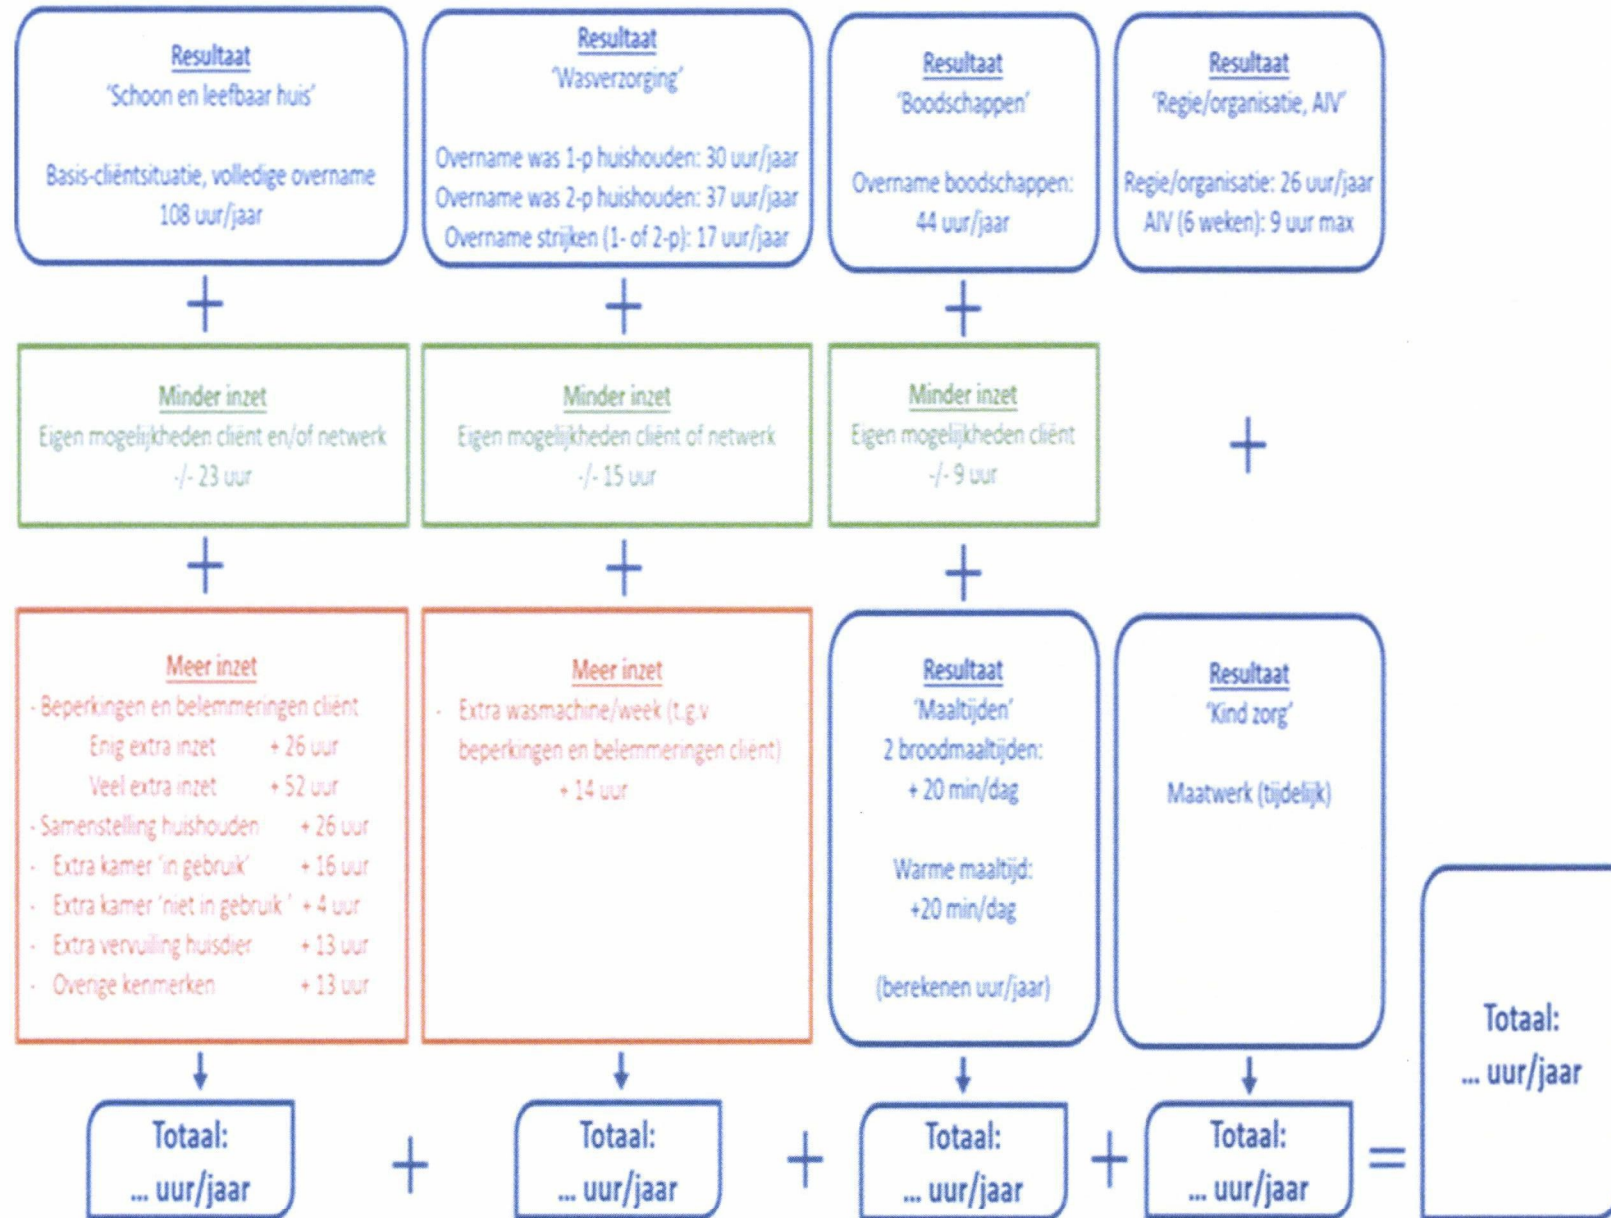 Resultaat
'Schoon en leefbaar huis'
Basis-cliëntsituatie, volledige overname
108 uur/jaar
Resultaat
'Wasverzorging'
Overname was 1-p huishouden: 30 uur/jaar
Overname was 2-p huishouden: 37 uur/jaar
Overname strijken (1- of 2-p): 17 uur/jaar
Resultaat
'Boodschappen'
Overname boodschappen:
44 uur/jaar
Resultaat
'Regie/organisatie, AIV'
Regie/organisatie: 26 uur/jaar
AIV (6 weken): 9 uur max
+
+
+
Minder inzet
Eigen mogelijkheden cliënt en/of netwerk
-/- 23 uur
Minder inzet
Eigen mogelijkheden cliënt of netwerk
-/- 15 uur
Minder inzet
Eigen mogelijkheden cliënt
-/- 9 uur
+
+
+
+
Meer inzet
- Beperkingen en belemmeringen cliënt
Enig extra inzet + 26 uur
Veel extra inzet + 52 uur
- Samenstelling huishouden + 26 uur
- Extra kamer 'in gebruik' + 16 uur
- Extra kamer 'niet in gebruik ' + 4 uur
- Extra vervuiling huisdier + 13 uur
- Overige kenmerken + 13 uur
Meer inzet
- Extra wasmachine/week (t.g.v
beperkingen en belemmeringen cliënt)
+ 14 uur
Resultaat
'Maaltijden'
2 broodmaaltijden:
+ 20 min/dag
Warme maaltijd:
+20 min/dag
(berekenen uur/jaar)
Resultaat
'Kind zorg'
Maatwerk (tijdelijk)
Totaal:
... uur/jaar
+
Totaal:
... uur/jaar
+
Totaal:
... uur/jaar
+
Totaal:
... uur/jaar
=
Totaal:
... uur/jaar